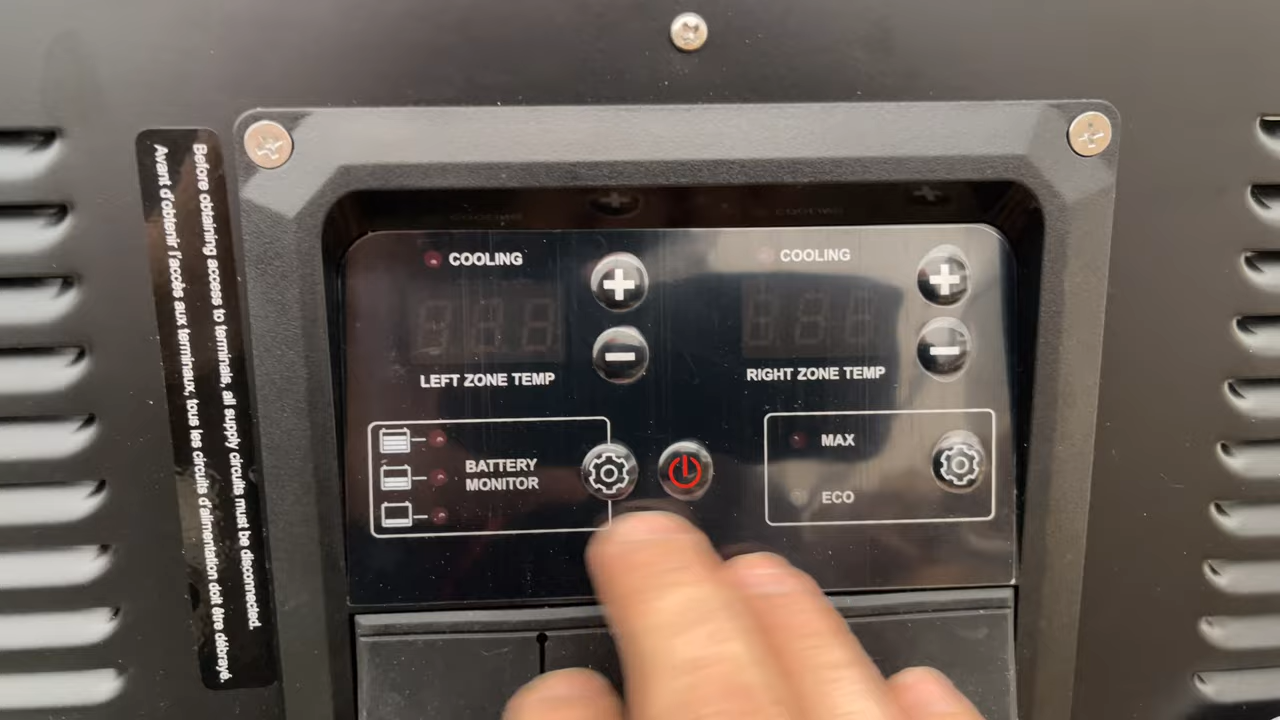 Before obtaining access to terminals, all supply circuits must be disconnected.
Avant d'obtenir l'accès aux terminaux, tous les circuits d'alimentation doit être débrayé.
COOLING
COOLING
LEFT ZONE TEMP
RIGHT ZONE TEMP
BATTERY
MONITOR
MAX
ECO